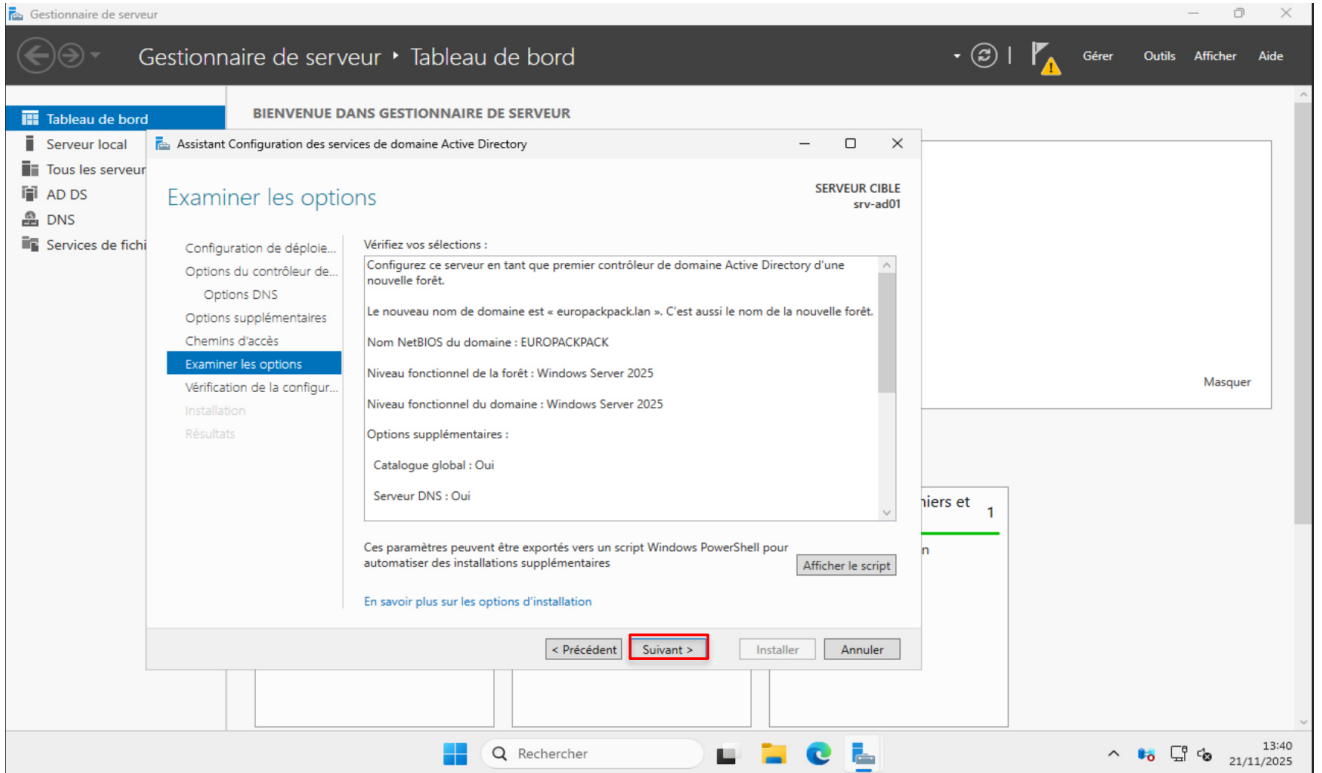 Gestionnaire de serveur
Gestionnaire de serveur • Tableau de bord
Gérer Outils Afficher Aide
Tableau de bord
Serveur local
Tous les serveur
AD DS
DNS
Services de fichi
BIENVENUE DANS GESTIONNAIRE DE SERVEUR
Assistant Configuration des services de domaine Active Directory
Examiner les options
SERVEUR CIBLE
srv-ad01
Configuration de déploie...
Options du contrôleur de...
Options DNS
Options supplémentaires
Chemins d'accès
Examiner les options
Vérification de la configur...
Installation
Résultats
Vérifiez vos sélections :
Configurez ce serveur en tant que premier contrôleur de domaine Active Directory d'une
nouvelle forêt.
Le nouveau nom de domaine est « europackpack.lan ». C'est aussi le nom de la nouvelle forêt.
Nom NetBIOS du domaine : EUROPACKPACK
Niveau fonctionnel de la forêt : Windows Server 2025
Niveau fonctionnel du domaine : Windows Server 2025
Options supplémentaires :
Catalogue global : Oui
Serveur DNS : Oui
Ces paramètres peuvent être exportés vers un script Windows PowerShell pour
automatiser des installations supplémentaires
Afficher le script
En savoir plus sur les options d'installation
< Précédent Suivant > Installer Annuler
Masquer
hiers et 1
n
Rechercher
13:40
21/11/2025